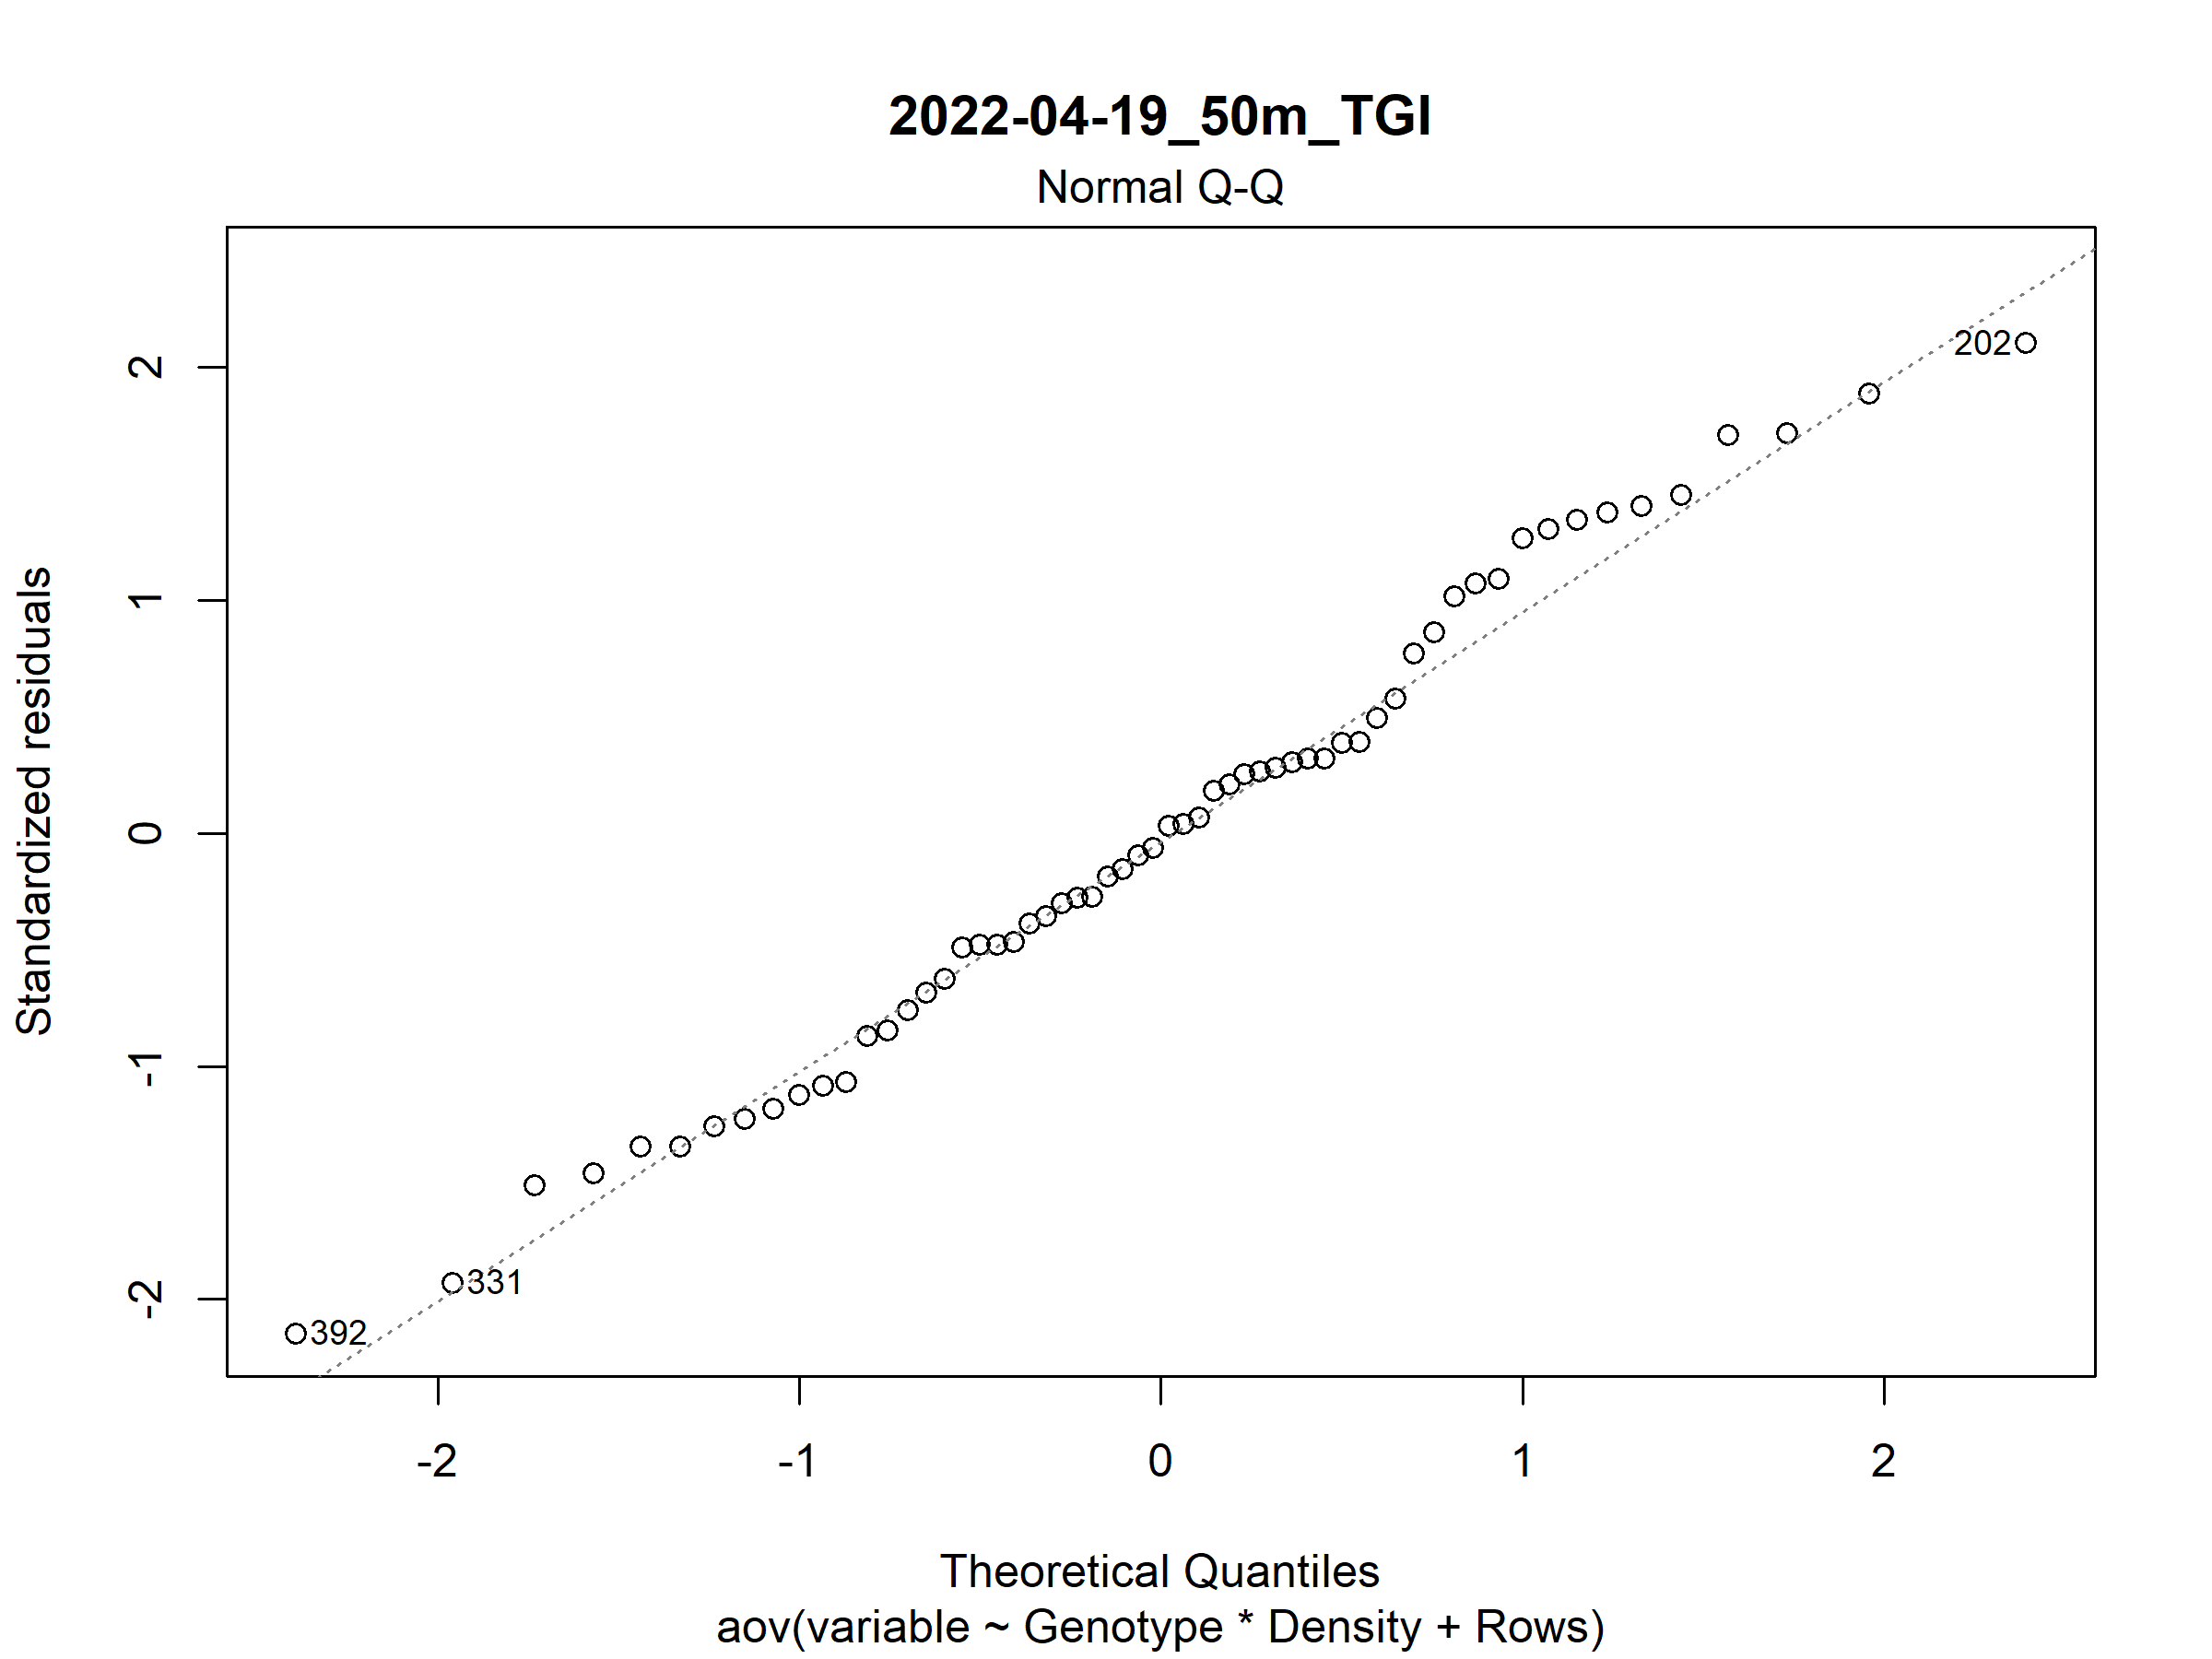 2022-04-19_50m_TGI
Normal Q-Q
Standardized residuals
2
1
0
-1
-2
202
331
392
-2
-1
0
1
2
Theoretical Quantiles
aov(variable ~ Genotype * Density + Rows)